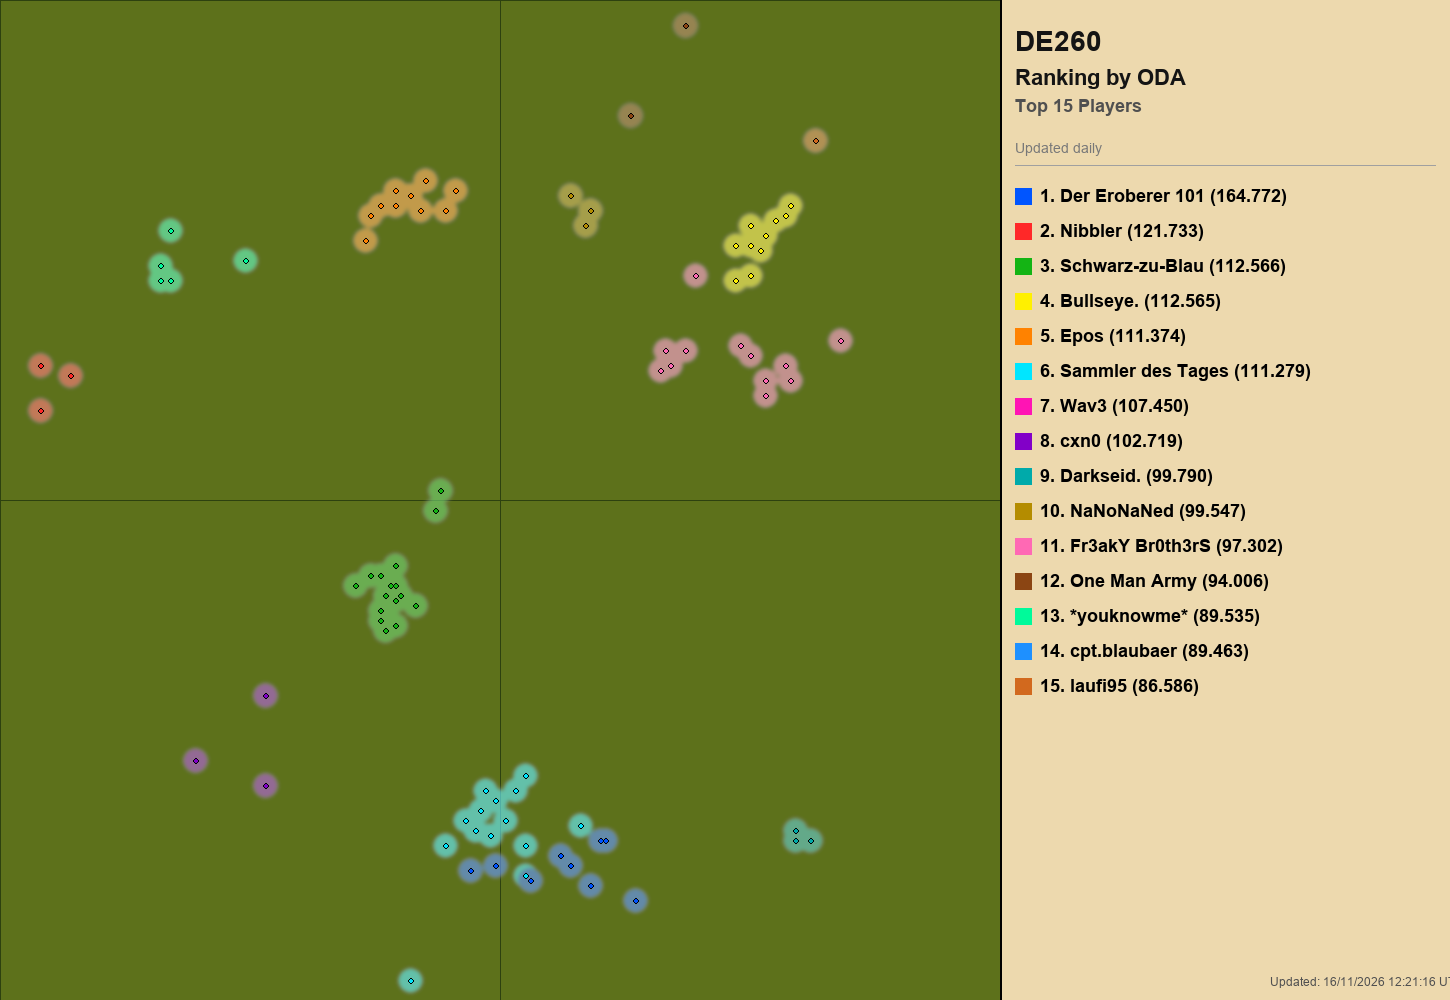 DE260
Ranking by ODA
Top 15 Players
Updated daily
1. Der Eroberer 101 (164.772)
2. Nibbler (121.733)
3. Schwarz-zu-Blau (112.566)
4. Bullseye. (112.565)
5. Epos (111.374)
6. Sammler des Tages (111.279)
7. Wav3 (107.450)
8. cxn0 (102.719)
9. Darkseid. (99.790)
10. NaNoNaNed (99.547)
11. Fr3akY Br0th3rS (97.302)
12. One Man Army (94.006)
13. *youknowme* (89.535)
14. cpt.blaubaer (89.463)
15. laufi95 (86.586)
Updated: 16/11/2026 12:21:16